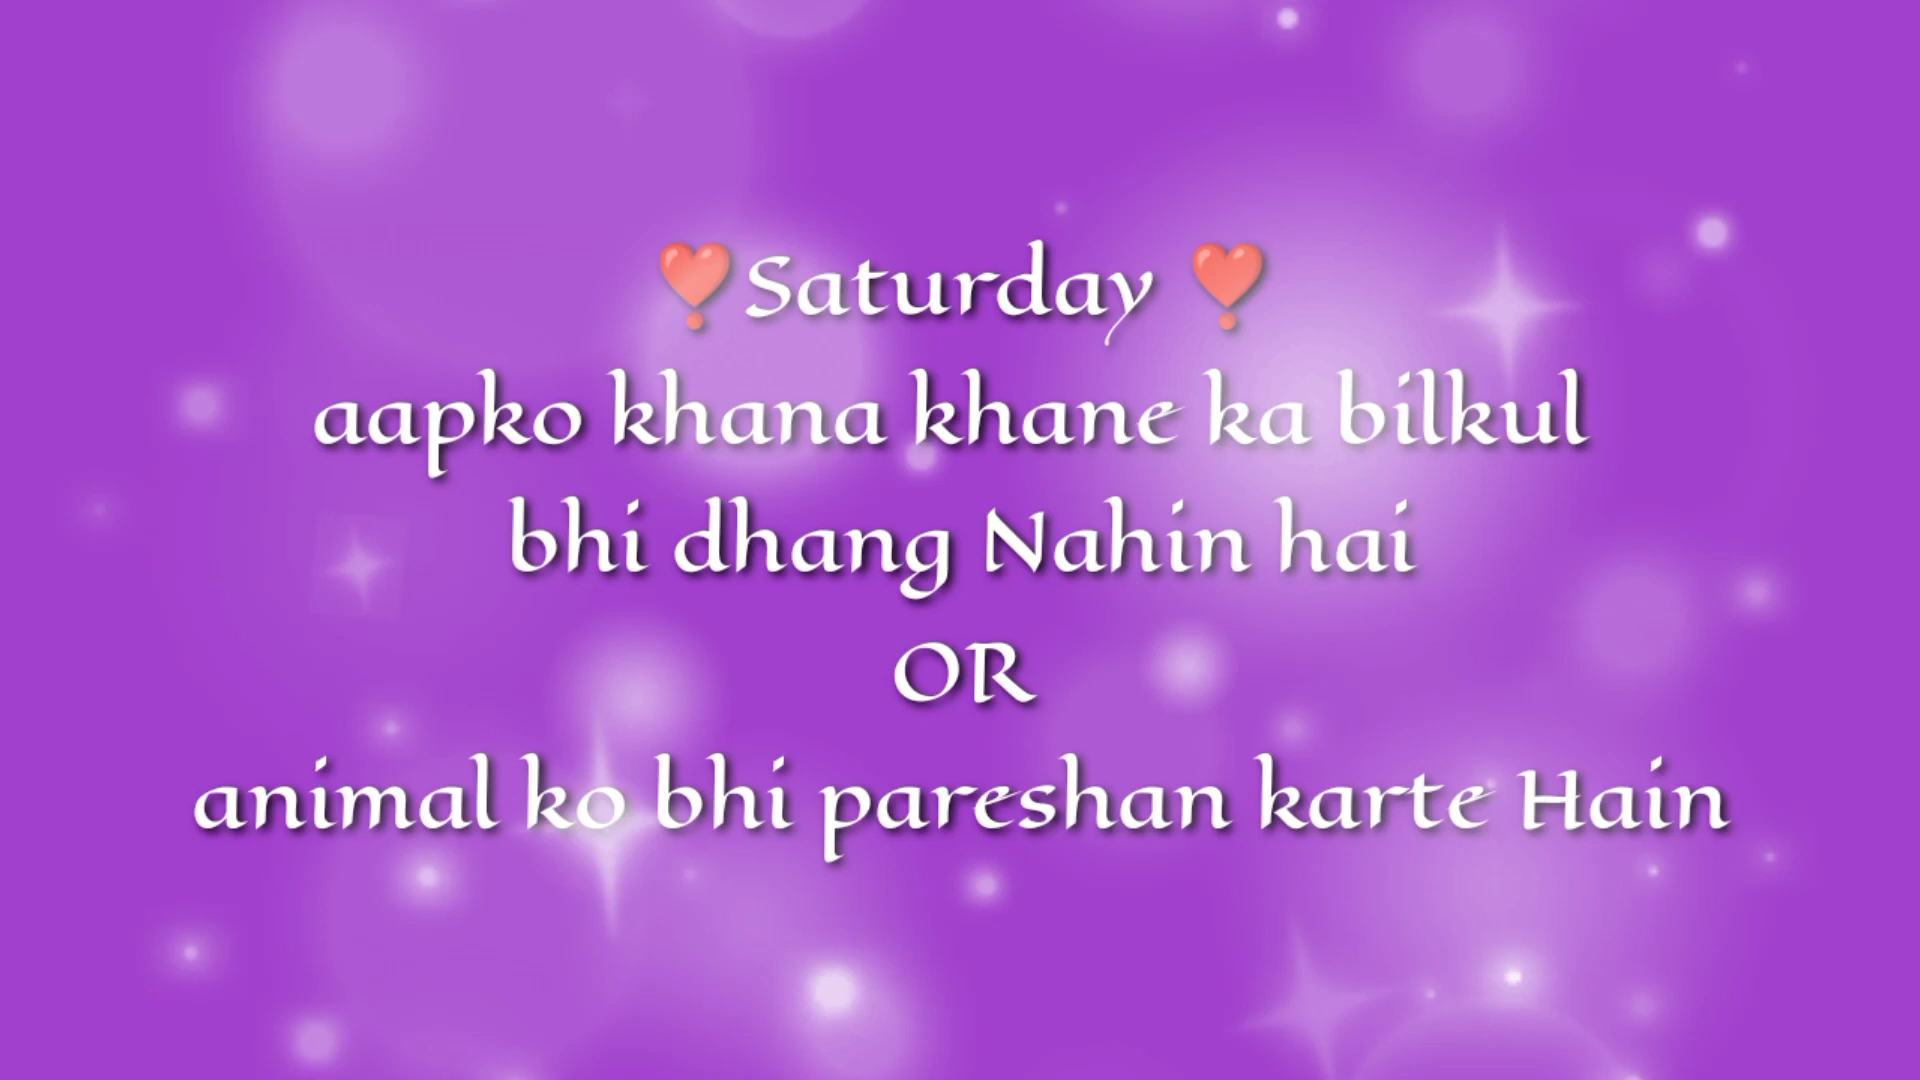 ❣️Saturday ❣️
aapko khana khane ka bilkul
bhi dhang Nahin hai
OR
animal ko bhi pareshan karte Hain